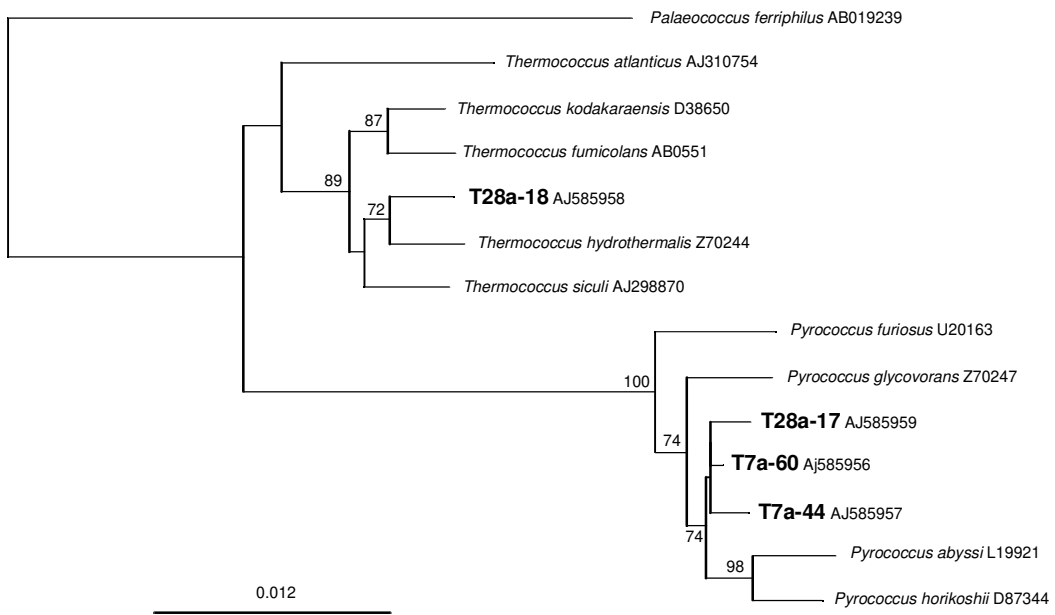 Palaeococcus ferriphilus AB019239
Thermococcus atlanticus AJ310754
Thermococcus kodakaraensis D38650
87
Thermococcus fumicolans AB0551
89
T28a-18 AJ585958
72
Thermococcus hydrothermalis Z70244
Thermococcus siculi AJ298870
Pyrococcus furiosus U20163
100
Pyrococcus glycovorans Z70247
T28a-17 AJ585959
74
T7a-60 Aj585956
T7a-44 AJ585957
74
Pyrococcus abyssi L19921
98
Pyrococcus horikoshii D87344
0.012